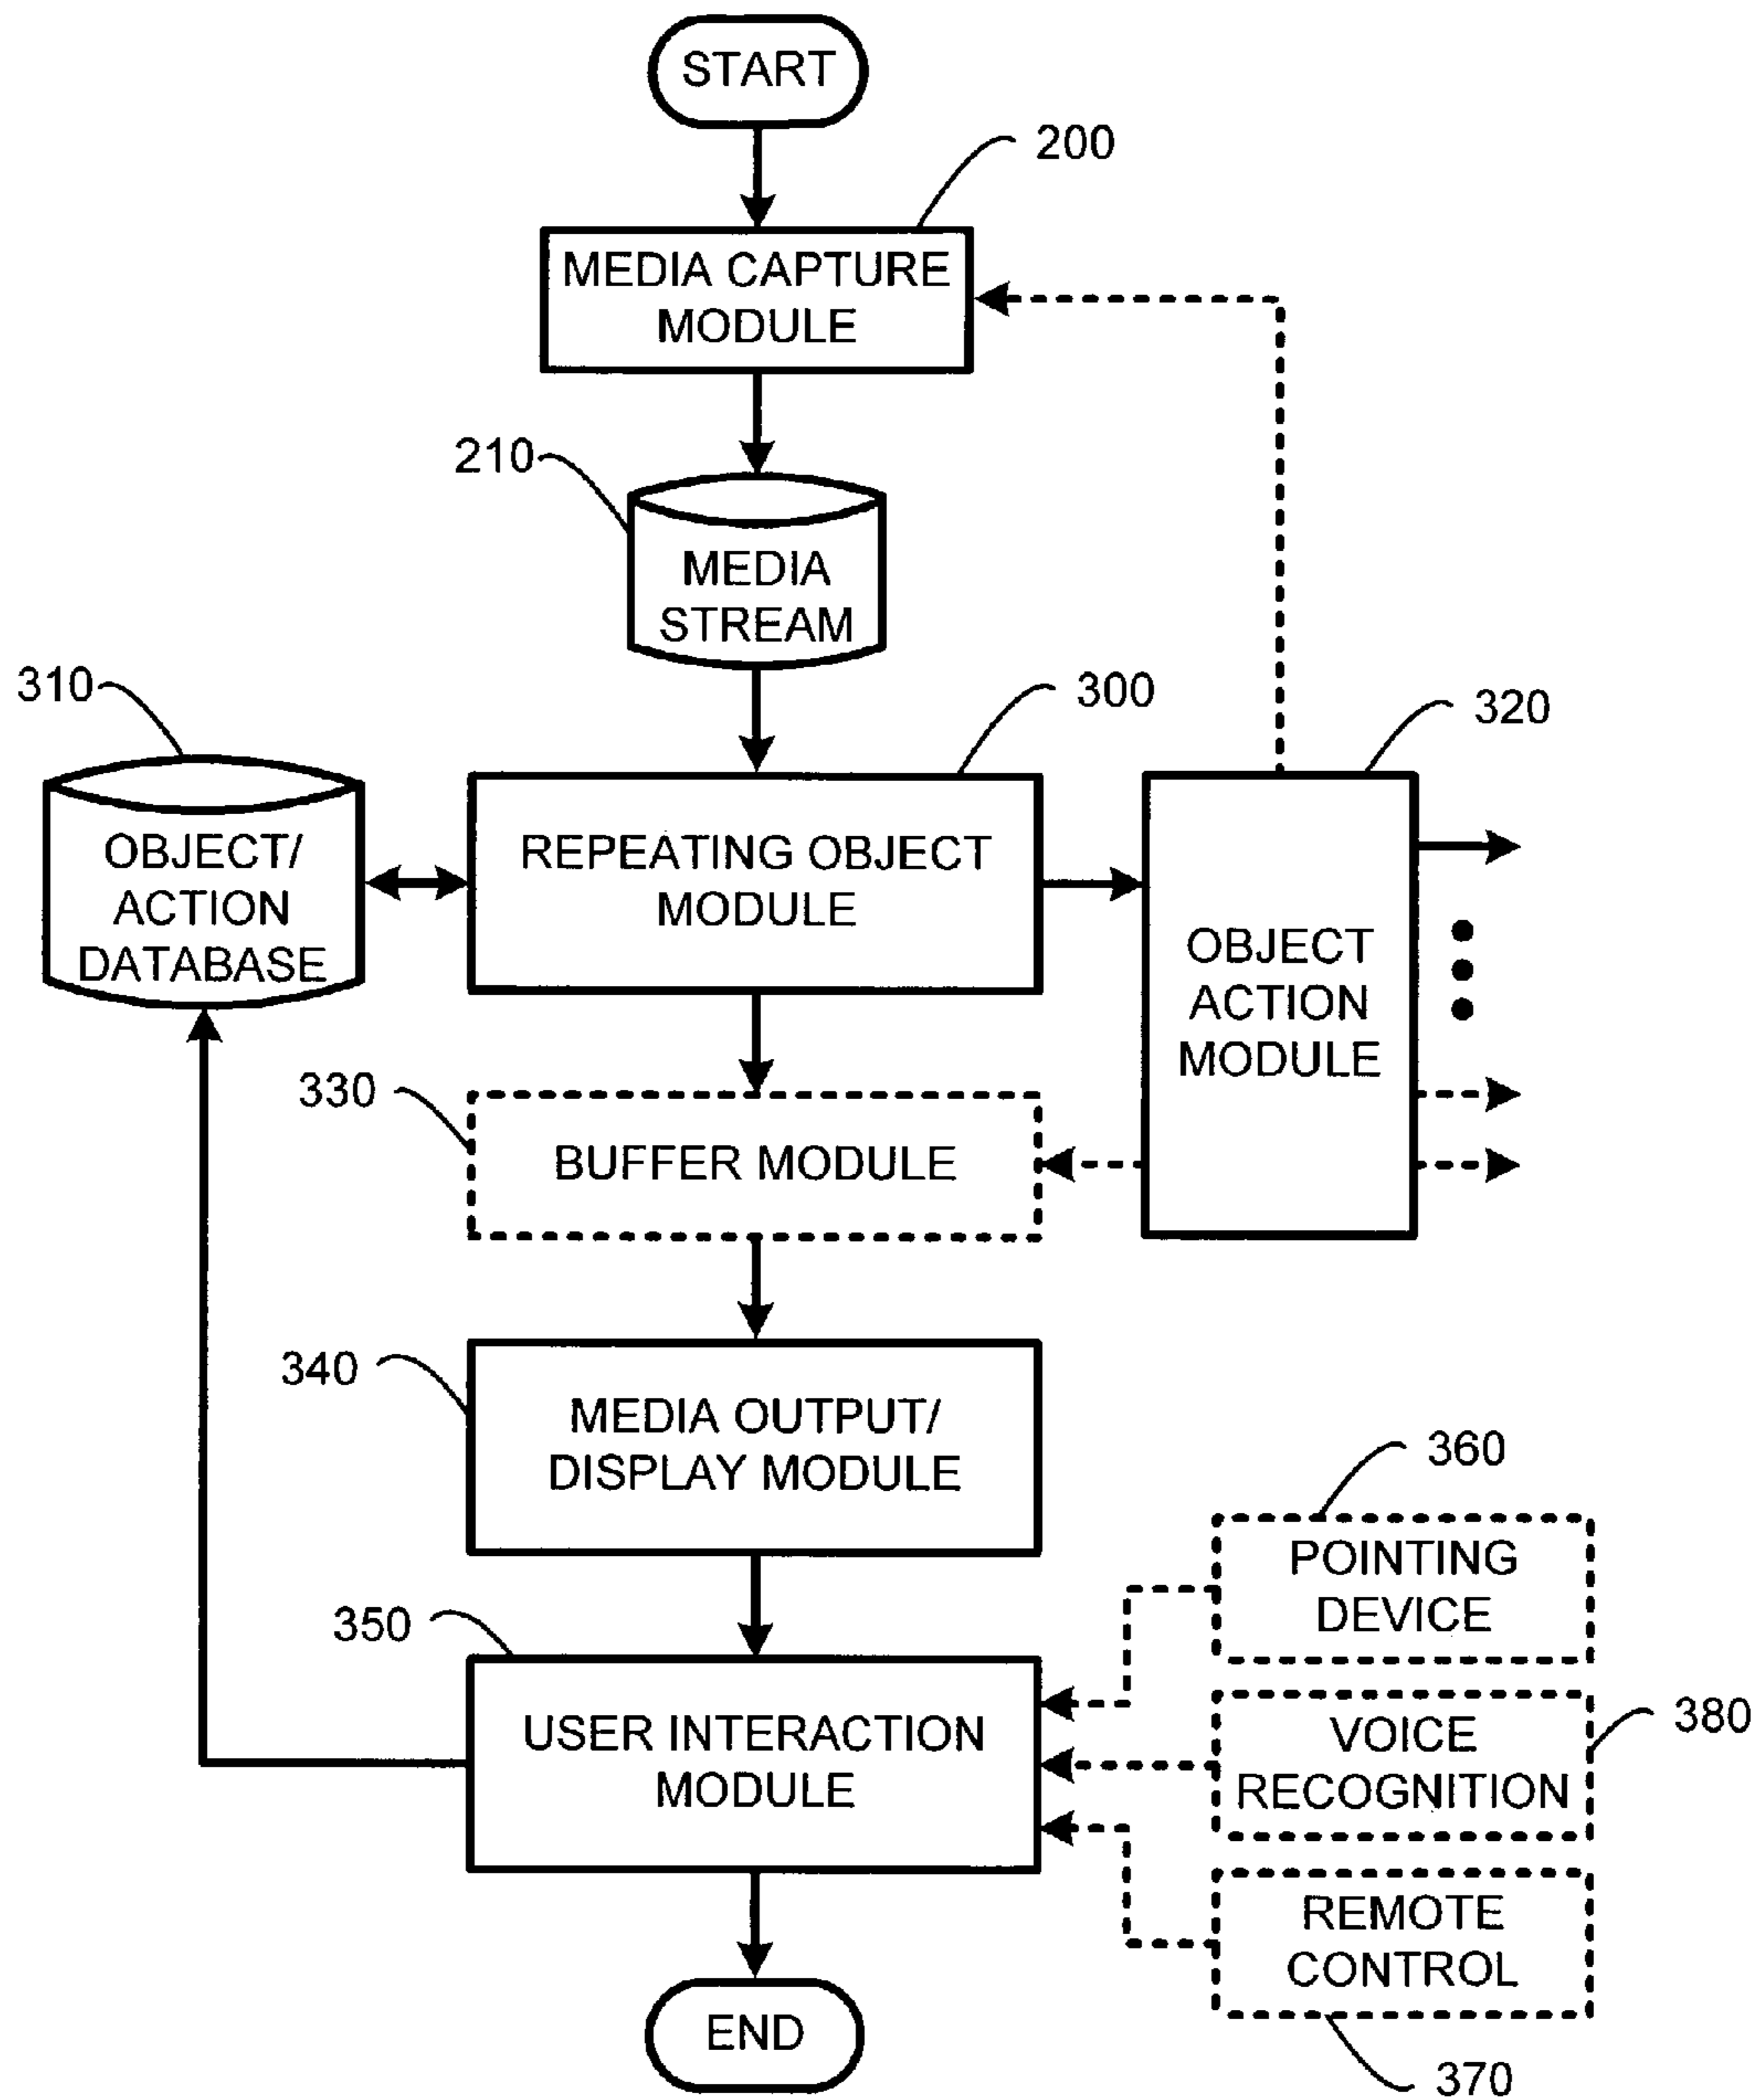 START
200
MEDIA CAPTURE
MODULE
210
MEDIA
STREAM
310
300
320
OBJECT/
ACTION
DATABASE
REPEATING OBJECT
MODULE
OBJECT
ACTION
MODULE
330
BUFFER MODULE
340
MEDIA OUTPUT/
DISPLAY MODULE
360
POINTING
DEVICE
350
USER INTERACTION
MODULE
VOICE
RECOGNITION
380
REMOTE
CONTROL
370
END